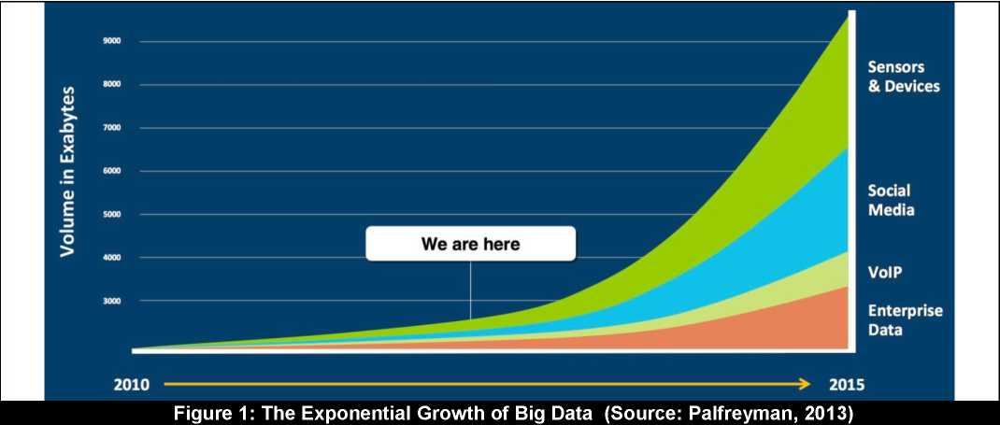 Volume in Exabytes
9000
8000
7000
6000
5000
4000
3000
We are here
Sensors
& Devices
Social
Media
VoIP
Enterprise
Data
2010
2015
Figure 1: The Exponential Growth of Big Data (Source: Palfreyman, 2013)